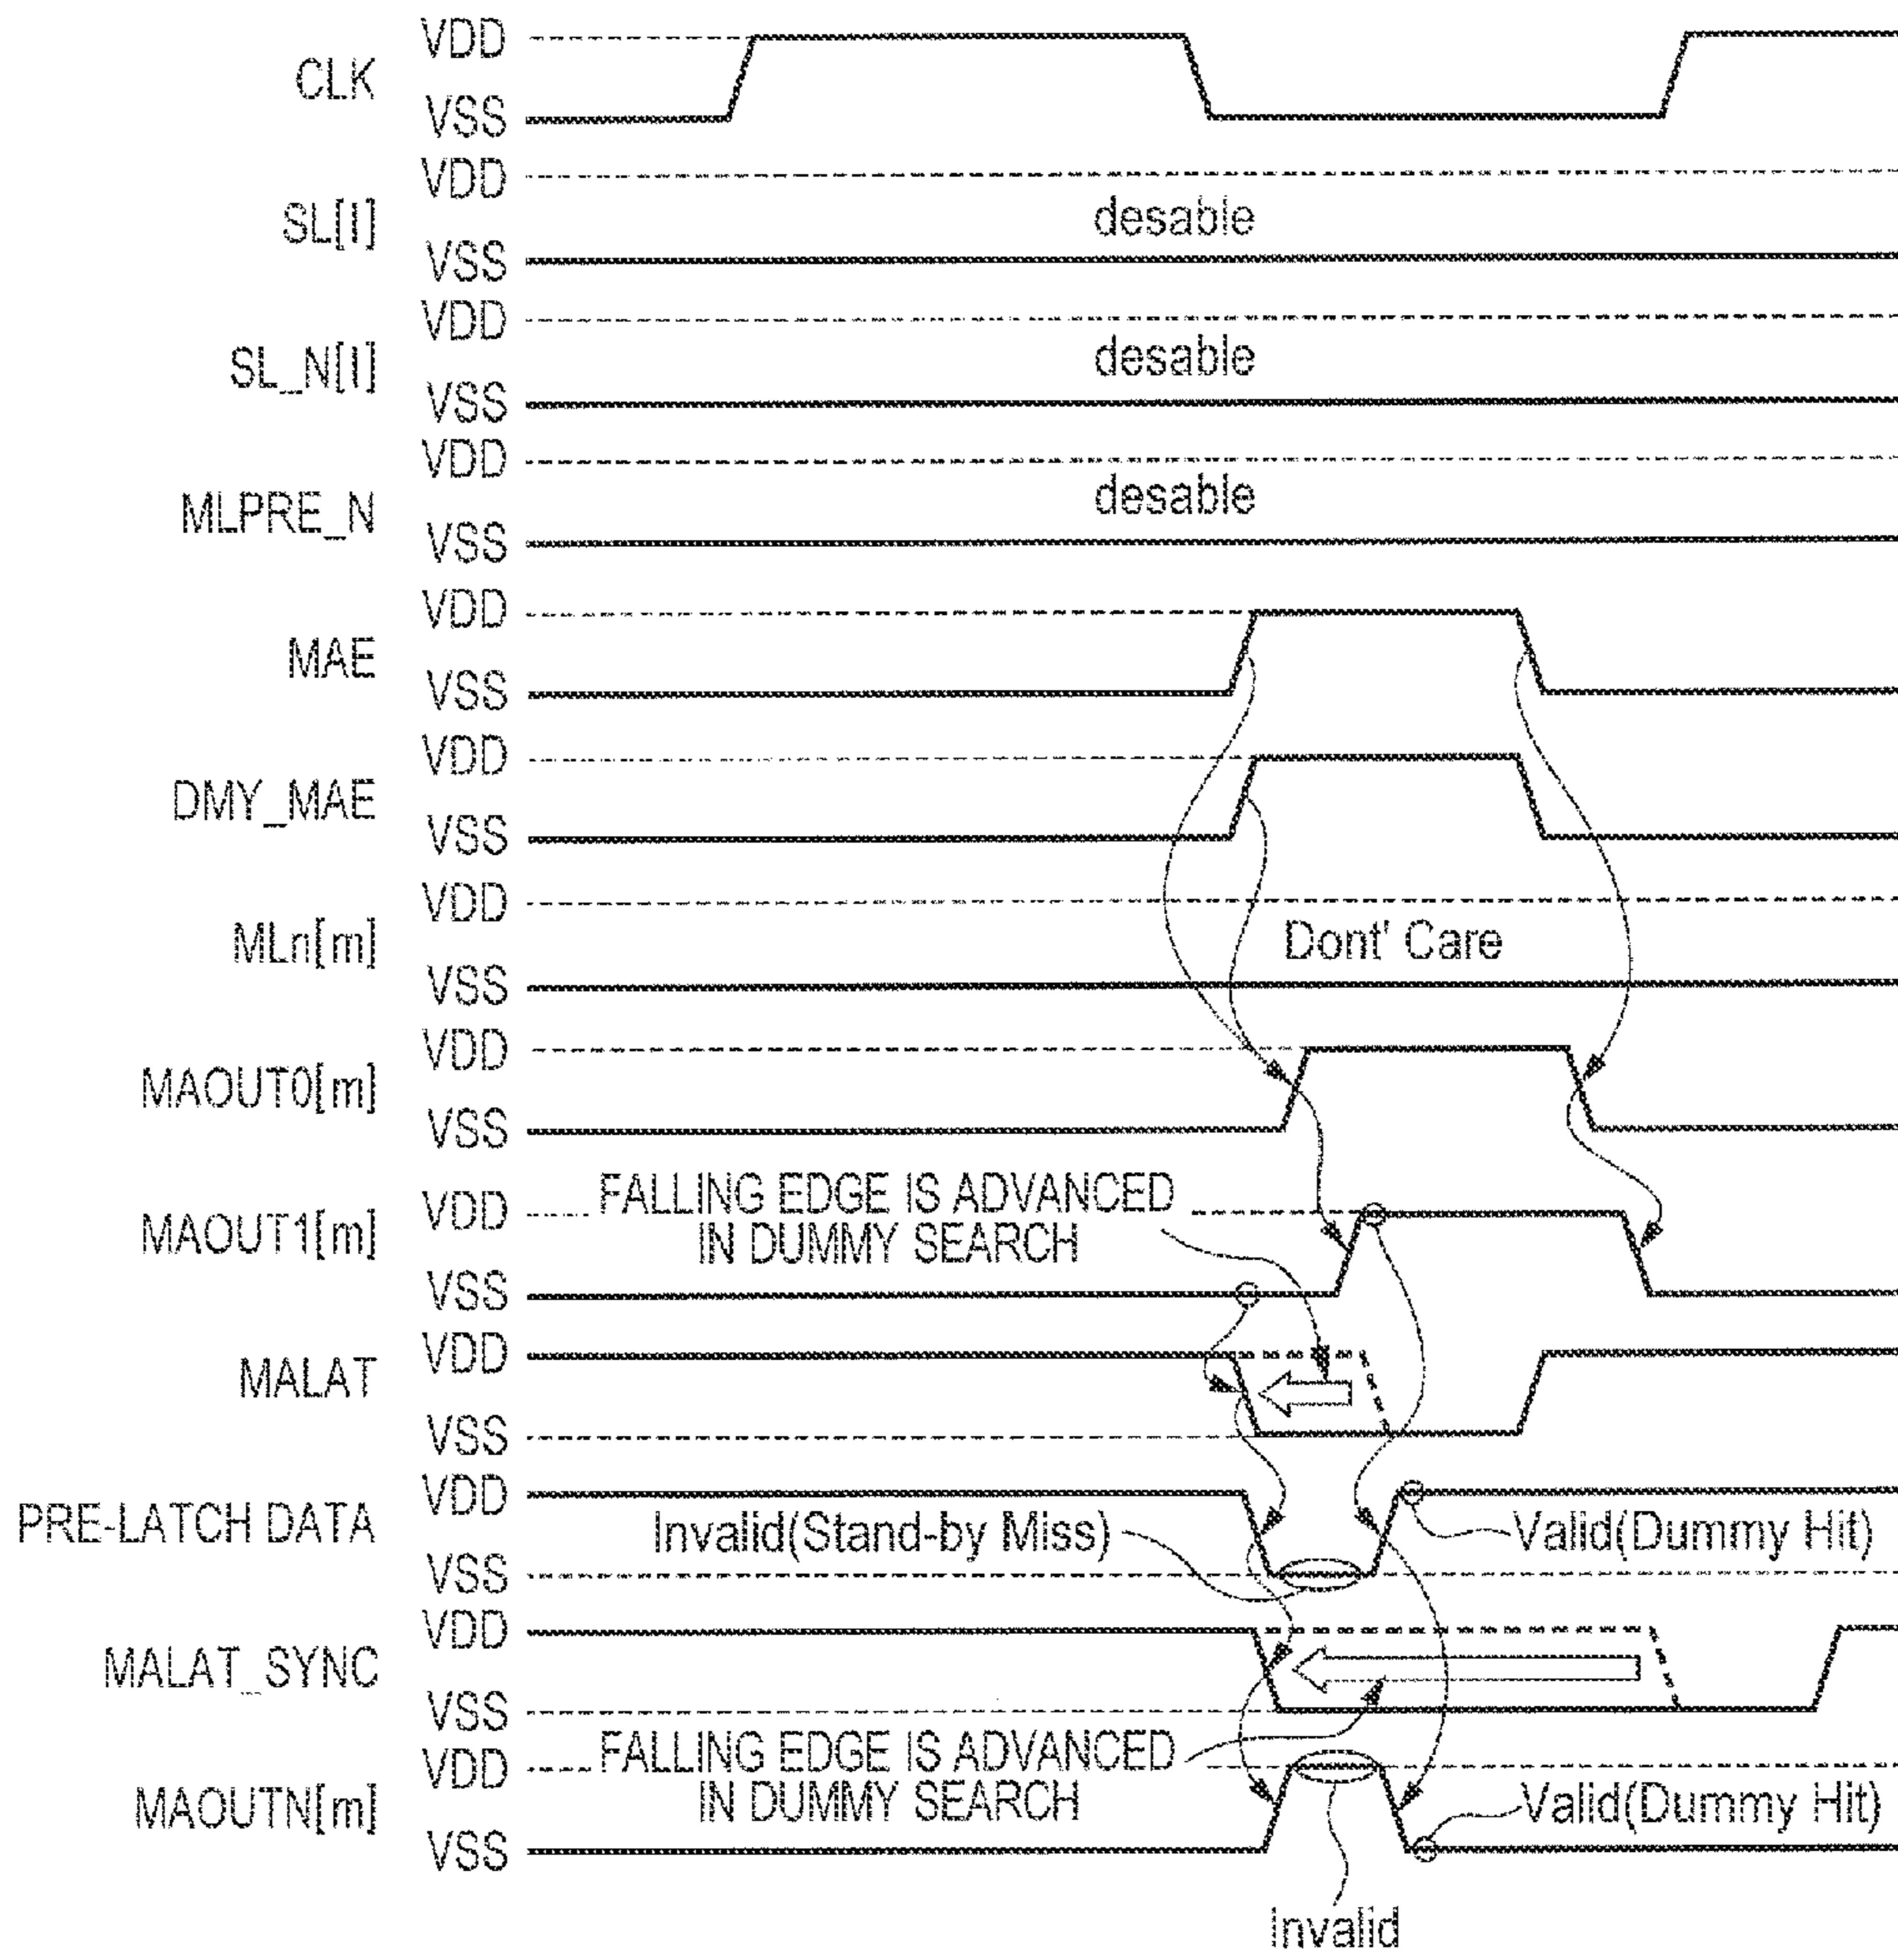 CLK VDD
VSS
SL[l] VDD
desable
VSS
SL_N[l] VDD
desable
VSS
MLPRE_N VDD
desable
VSS
MAE VDD
VSS
DMY_MAE VDD
VSS
MLn[m] VDD
Dont' Care
VSS
MAOUT0[m] VDD
VSS
MAOUT1[m] VDD
FALLING EDGE IS ADVANCED
IN DUMMY SEARCH
VSS
MALAT VDD
VSS
PRE-LATCH DATA VDD
Invalid(Stand-by Miss) Valid(Dummy Hit)
VSS
MALAT_SYNC VDD
VSS
MAOUTN[m] VDD
FALLING EDGE IS ADVANCED
IN DUMMY SEARCH
Valid(Dummy Hit)
VSS
Invalid